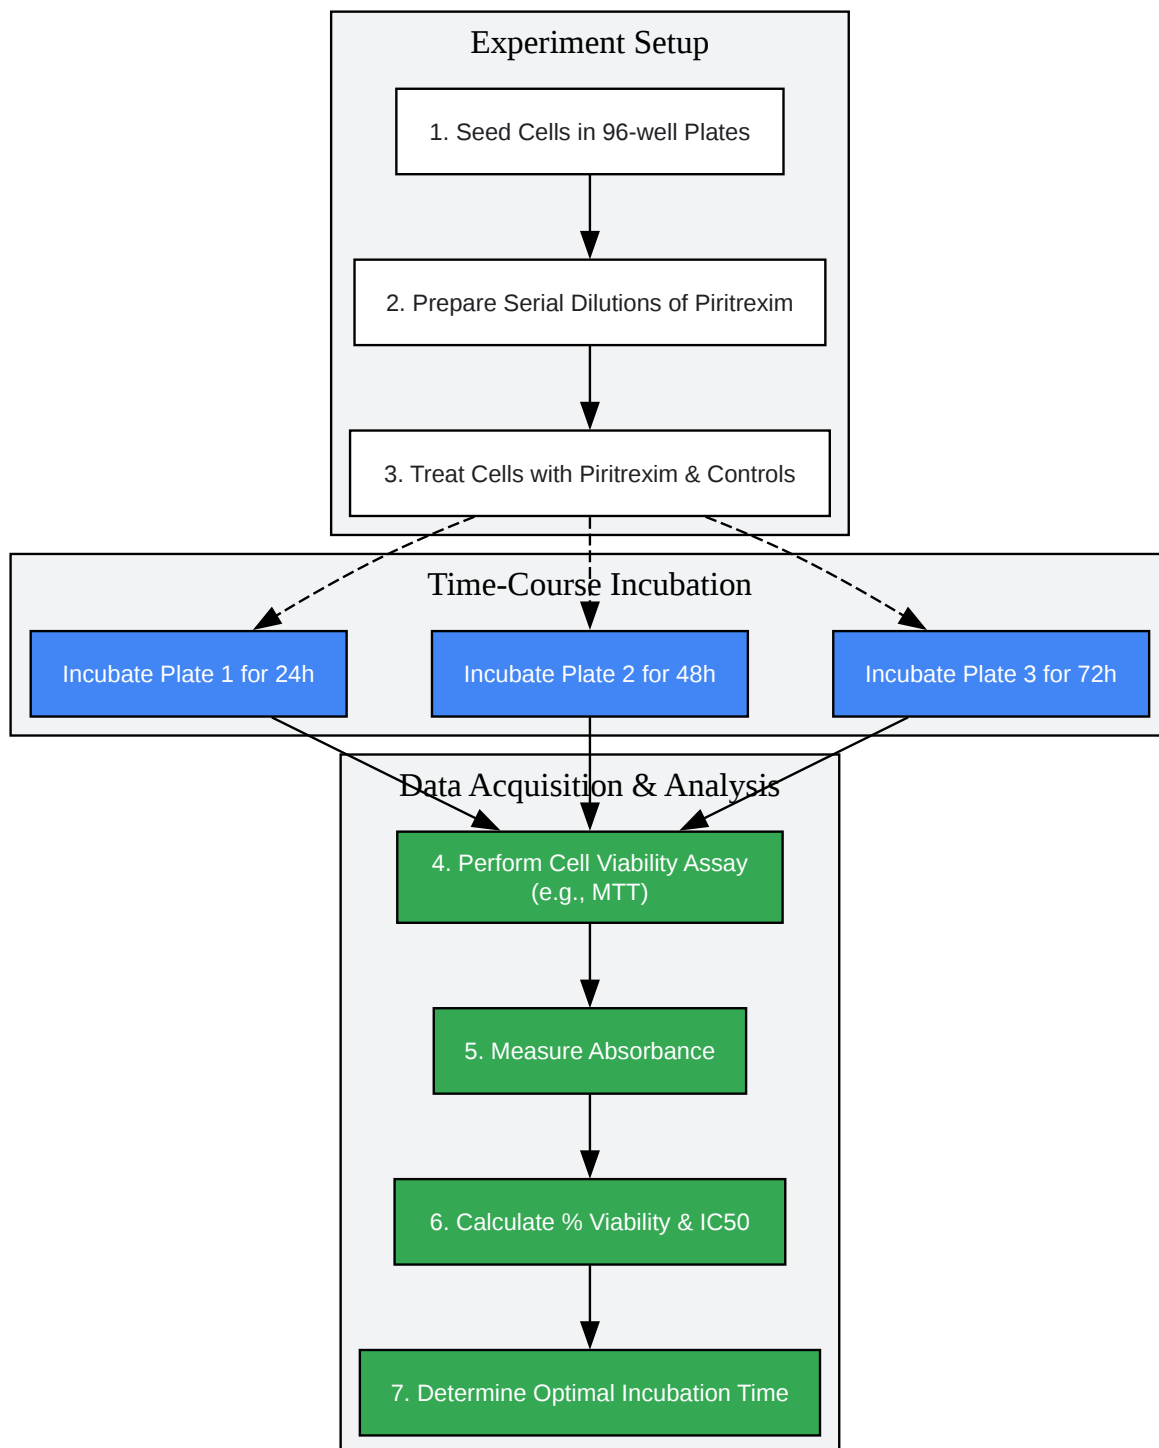 Experiment Setup
1. Seed Cells in 96-well Plates
2. Prepare Serial Dilutions of Piritrexim
3. Treat Cells with Piritrexim & Controls
Time-Course Incubation
Incubate Plate 1 for 24h
Incubate Plate 2 for 48h
Incubate Plate 3 for 72h
Data Acquisition & Analysis
4. Perform Cell Viability Assay
(e.g., MTT)
5. Measure Absorbance
6. Calculate % Viability & IC50
7. Determine Optimal Incubation Time